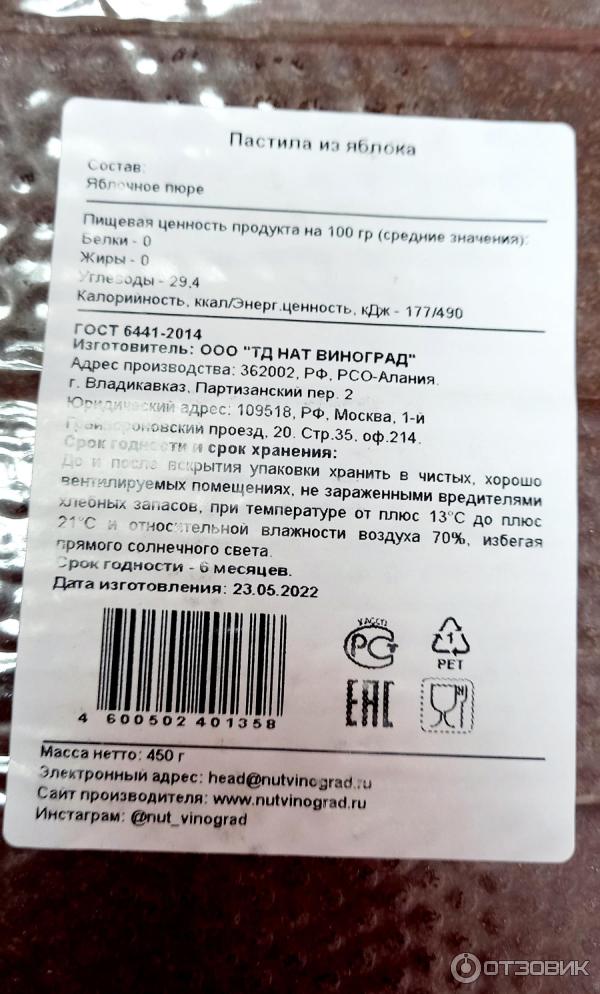 Пастила из яблока
Состав:
Яблочное пюре
Пищевая ценность продукта на 100 гр (средние значения):
Белки - 0
Жиры - 0
Углеводы - 29,4
Калорийность, ккал/Энерг.ценность, кДж - 177/490
ГОСТ 6441-2014
Изготовитель: ООО "ТД НАТ ВИНОГРАД"
Адрес производства: 362002, РФ, РСО-Алания.
г. Владикавказ, Партизанский пер. 2
Юридический адрес: 109518, РФ, Москва, 1-й
Грайвороновский проезд, 20. Стр.35. оф.214.
Срок годности и срок хранения:
До и после вскрытия упаковки хранить в чистых, хорошо
вентилируемых помещениях, не зараженными вредителями
хлебных запасов, при температуре от плюс 13°С до плюс
21°С и относительной влажности воздуха 70%, избегая
прямого солнечного света.
Срок годности - 6 месяцев.
Дата изготовления: 23.05.2022
4 600502 401358
РСТ
1
PET
EAC
Масса нетто: 450 г
Электронный адрес: head@nutvinograd.ru
Сайт производителя: www.nutvinograd.ru
Инстаграм: @nut_vinograd
ОТЗОВИК